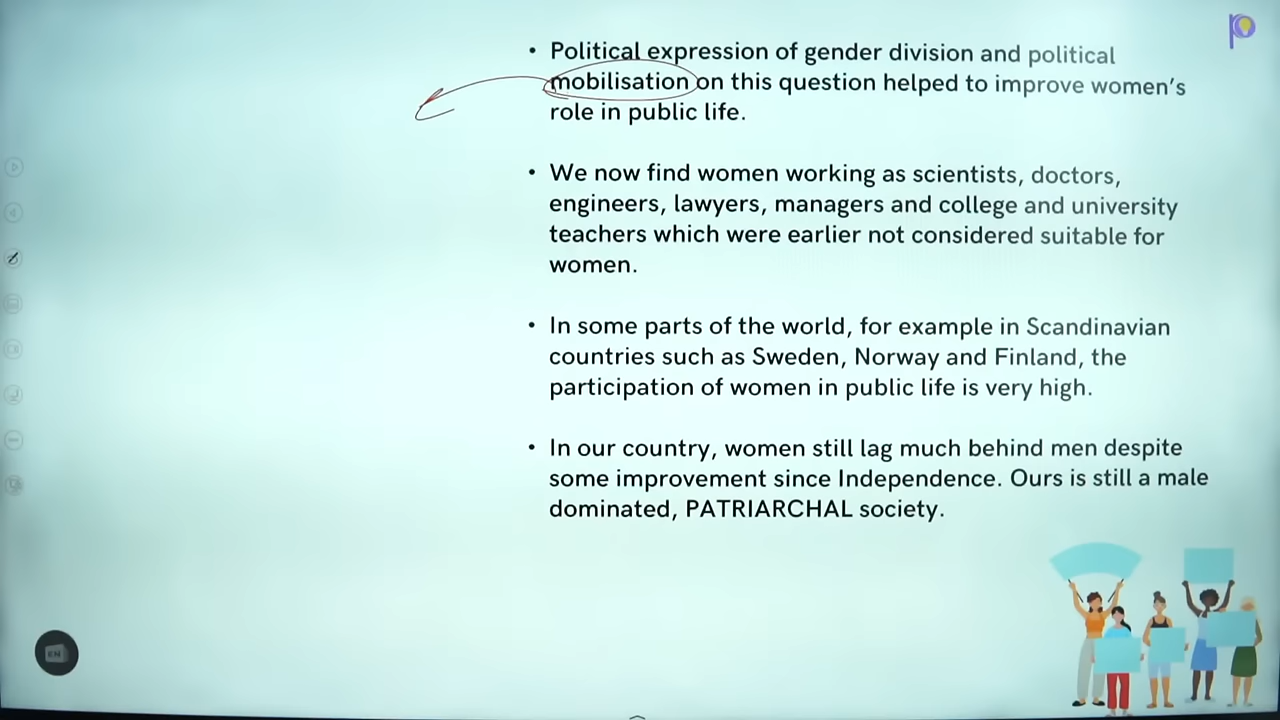 • Political expression of gender division and political
mobilisation on this question helped to improve women's
role in public life.
• We now find women working as scientists, doctors,
engineers, lawyers, managers and college and university
teachers which were earlier not considered suitable for
women.
• In some parts of the world, for example in Scandinavian
countries such as Sweden, Norway and Finland, the
participation of women in public life is very high.
• In our country, women still lag much behind men despite
some improvement since Independence. Ours is still a male
dominated, PATRIARCHAL society.
EN